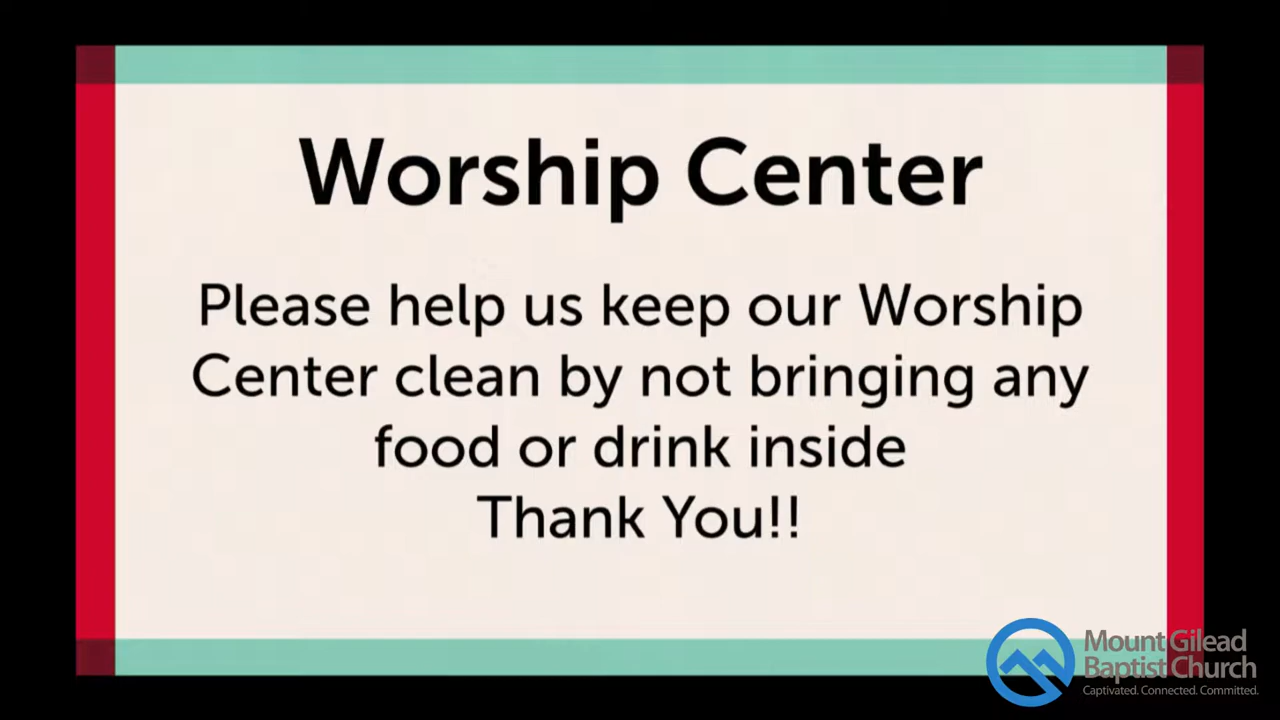 Worship Center
Please help us keep our Worship
Center clean by not bringing any
food or drink inside
Thank You!!
Mount Gilead
Baptist Church
Captivated. Connected. Committed.